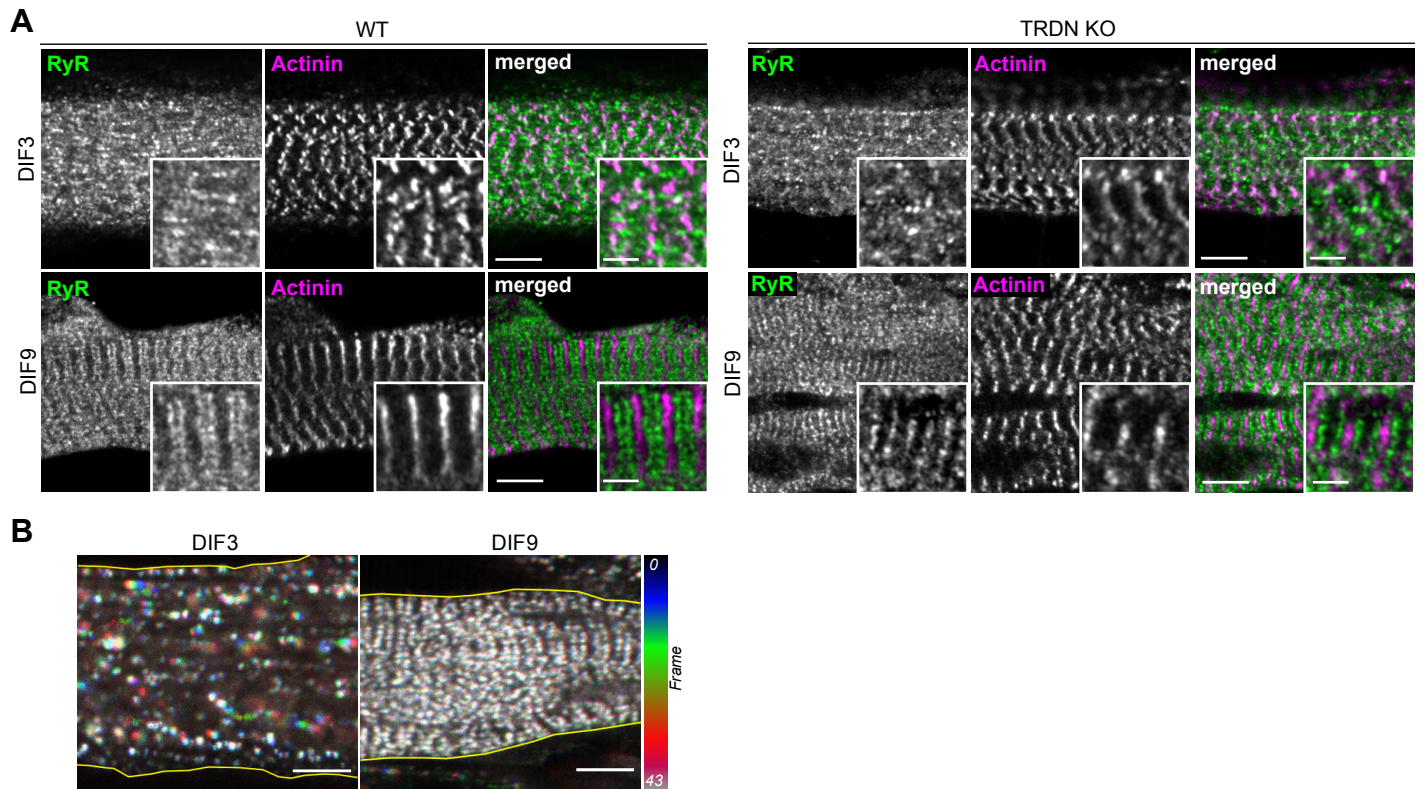 A
WT
TRDN KO
RyR
Actinin
merged
RyR
Actinin
merged
DIF3
DIF3
RyR
Actinin
merged
RyR
Actinin
merged
DIF9
DIF9
B
DIF3
DIF9
0
Frame
43